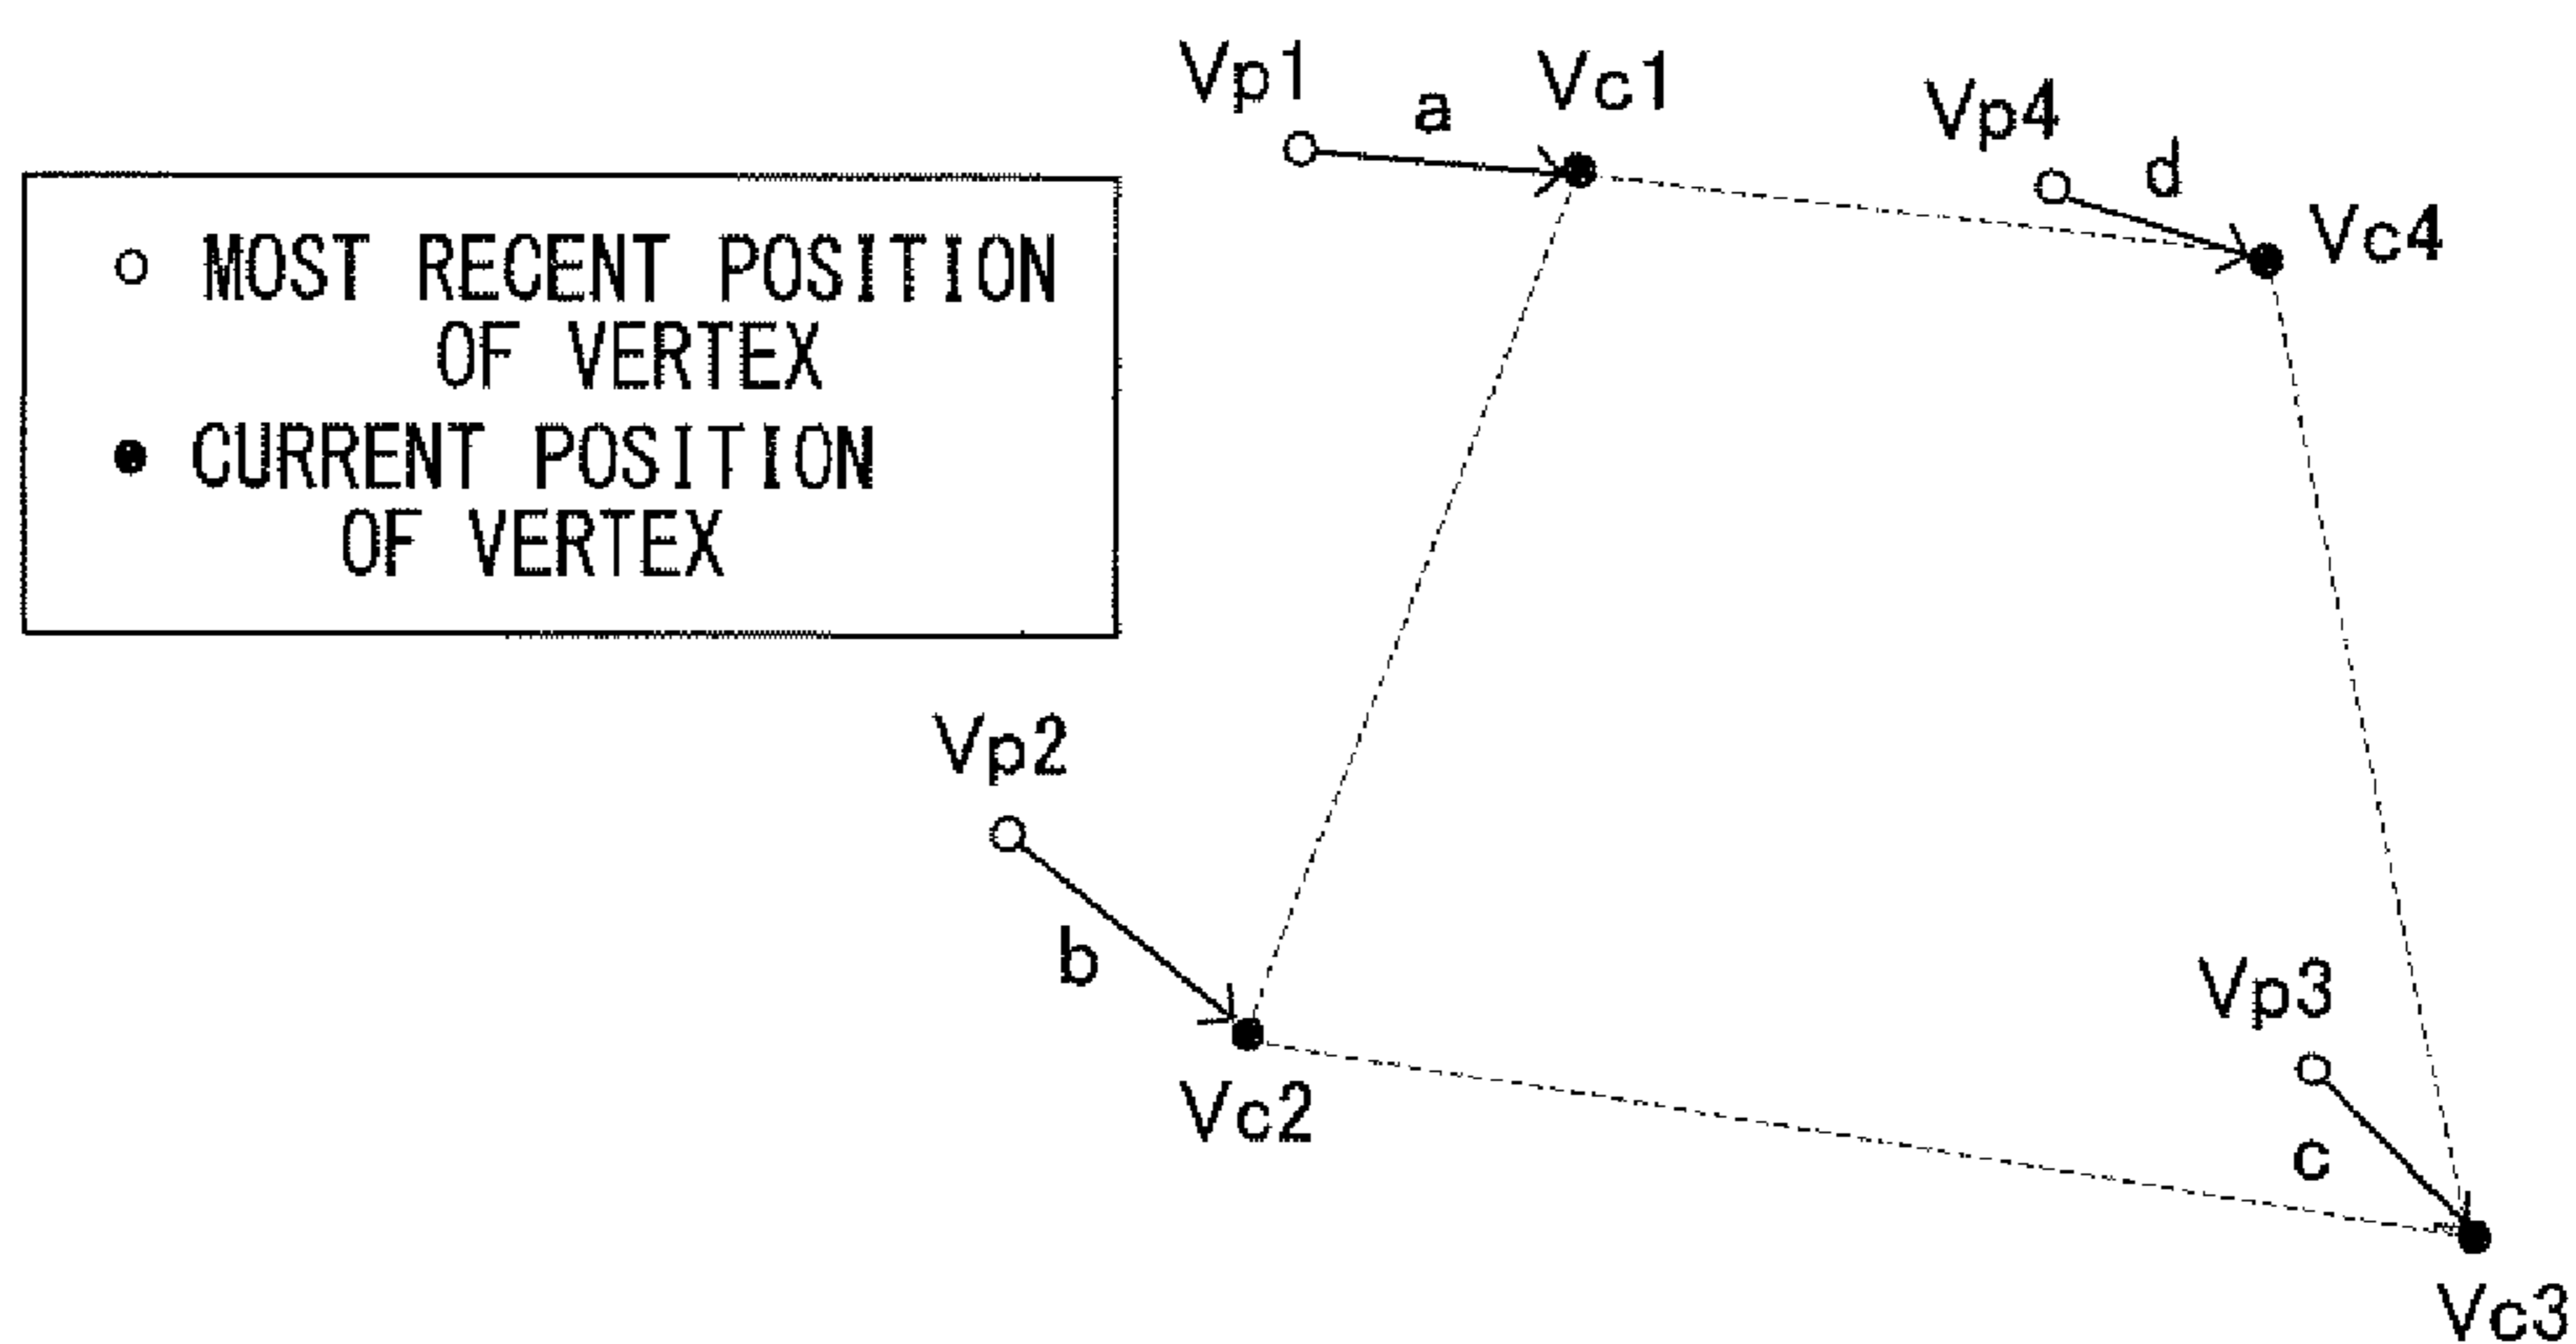 ○ MOST RECENT POSITION
OF VERTEX
● CURRENT POSITION
OF VERTEX
Vp1
a
Vc1
Vp4
d
Vc4
Vp2
b
Vc2
Vp3
c
Vc3